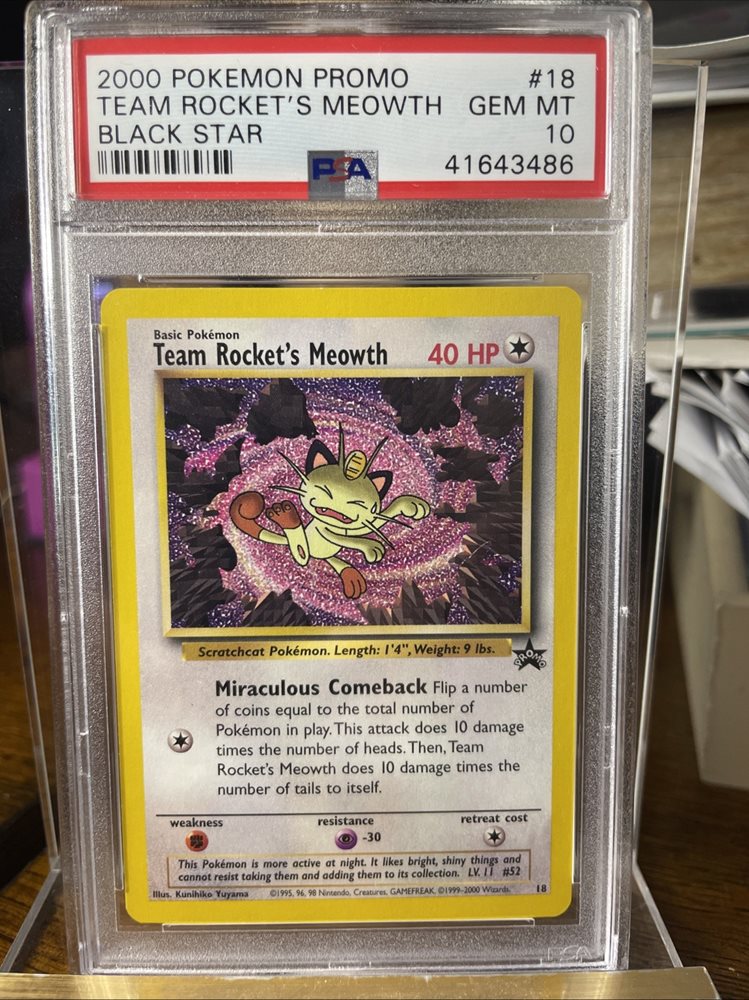 2000 POKEMON PROMO #18
TEAM ROCKET'S MEOWTH GEM MT
BLACK STAR 10
PSA 41643486
Basic Pokémon
Team Rocket's Meowth 40 HP
Scratchcat Pokémon. Length: 1'4", Weight: 9 lbs.
PROMO
Miraculous Comeback Flip a number
of coins equal to the total number of
Pokémon in play. This attack does 10 damage
times the number of heads. Then, Team
Rocket's Meowth does 10 damage times the
number of tails to itself.
weakness resistance retreat cost
-30
This Pokémon is more active at night. It likes bright, shiny things and
cannot resist taking them and adding them to its collection. LV. 11 #52
Illus. Kunihiko Yuyama ©1995, 96, 98 Nintendo, Creatures, GAMEFREAK. ©1999-2000 Wizards. 18
PSA